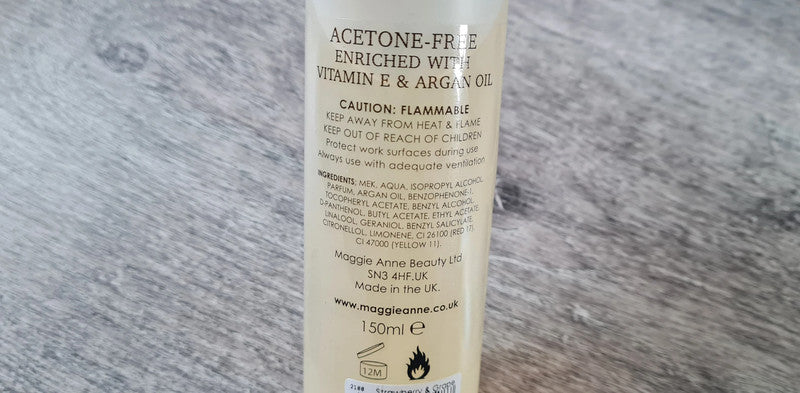 ACETONE-FREE
ENRICHED WITH
VITAMIN E & ARGAN OIL
CAUTION: FLAMMABLE
KEEP AWAY FROM HEAT & FLAME
KEEP OUT OF REACH OF CHILDREN
Protect work surfaces during use
Always use with adequate ventilation
INGREDIENTS: MEK, AQUA, ISOPROPYL ALCOHOL,
PARFUM, ARGAN OIL, BENZOPHENONE-1,
TOCOPHERYL ACETATE, BENZYL ALCOHOL,
D-PANTHENOL, BUTYL ACETATE, ETHYL ACETATE,
LINALOOL, GERANIOL, BENZYL SALICYLATE,
CITRONELLOL, LIMONENE, CI 26100 (RED 17),
CI 47000 (YELLOW 11).
Maggie Anne Beauty Ltd
SN3 4HF.UK
Made in the UK.
www.maggieanne.co.uk
150ml ℮
12M
2100 Strawberry & Grape